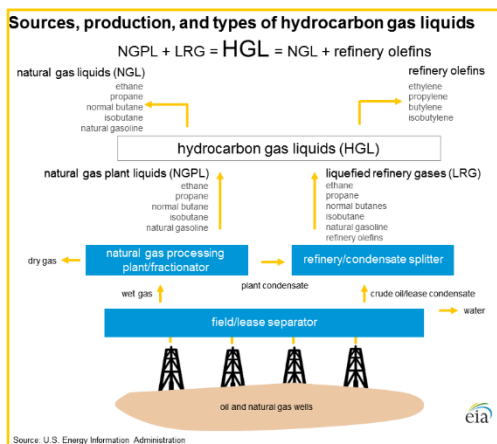 Sources, production, and types of hydrocarbon gas liquids
NGPL + LRG = HGL = NGL + refinery olefins
natural gas liquids (NGL)
ethane
propane
normal butane
isobutane
natural gasoline
refinery olefins
ethylene
propylene
butylene
isobutylene
hydrocarbon gas liquids (HGL)
natural gas plant liquids (NGPL)
ethane
propane
normal butane
isobutane
natural gasoline
liquefied refinery gases (LRG)
ethane
propane
normal butanes
isobutane
natural gasoline
refinery olefins
dry gas
natural gas processing
plant/fractionator
plant condensate
refinery/condensate splitter
wet gas
crude oil/lease condensate
water
field/lease separator
oil and natural gas wells
eia
Source: U.S. Energy Information Administration